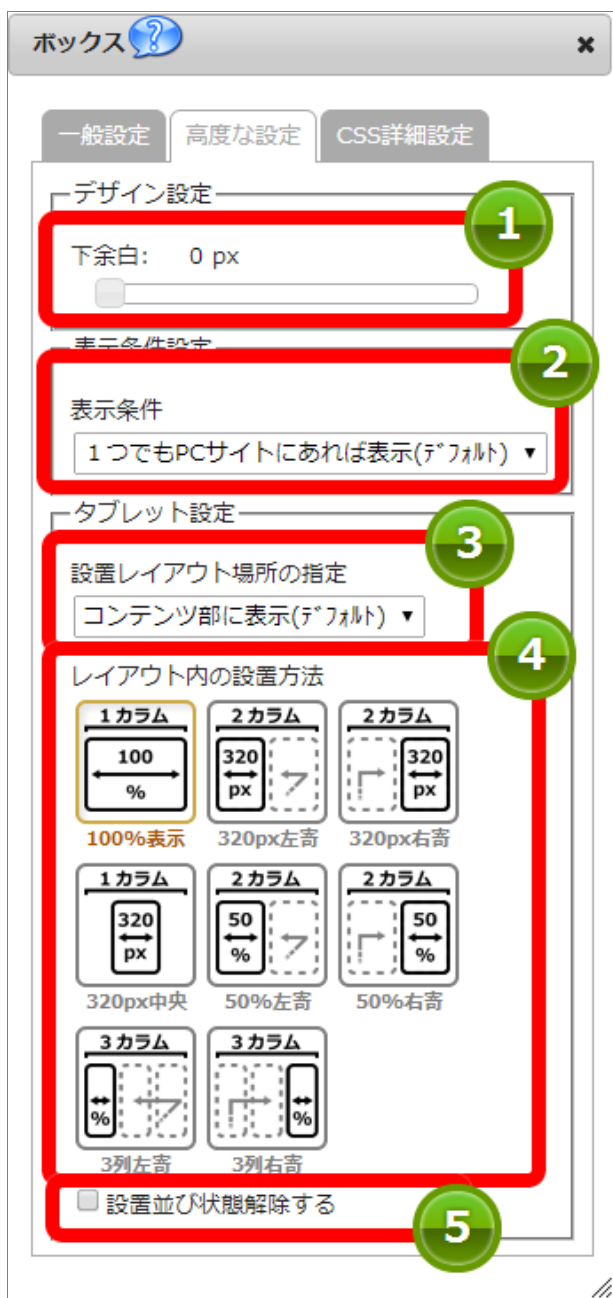 ボックス ?
一般設定 高度な設定 CSS詳細設定
デザイン設定
1
下余白: 0 px
表示条件設定
2
表示条件
1つでもPCサイトにあれば表示(ﾃﾞﾌｫﾙﾄ) ▼
タブレット設定
3
設置レイアウト場所の指定
コンテンツ部に表示(ﾃﾞﾌｫﾙﾄ) ▼
4
レイアウト内の設置方法
1カラム 2カラム 2カラム
100 % 320 px 320 px
100%表示 320px左寄 320px右寄
1カラム 2カラム 2カラム
320 px 50 % 50 %
320px中央 50%左寄 50%右寄
3カラム 3カラム
% %
3列左寄 3列右寄
設置並び状態解除する
5